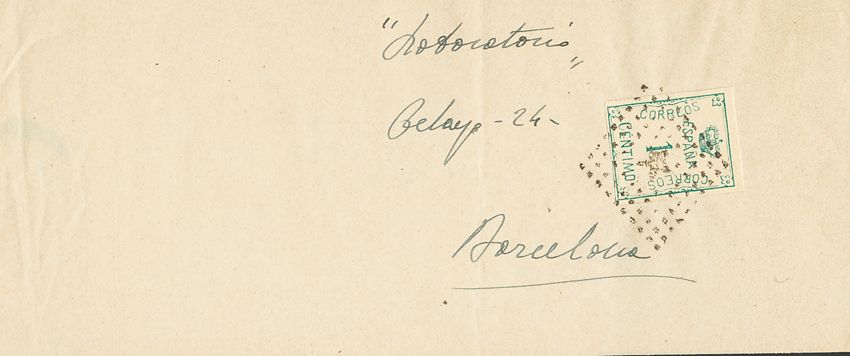 "Laboratorio"
Pelayo - 24 -
Barcelona
CORREOS
ESPAÑA
1
CENTIMO
CORREOS